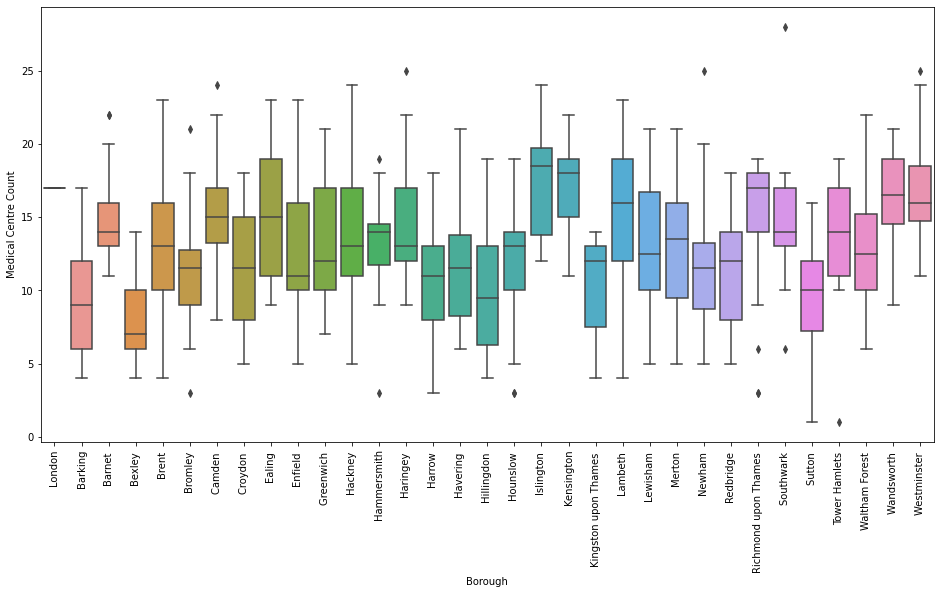 Medical Centre Count
25
20
15
10
5
0
London
Barking
Barnet
Bexley
Brent
Bromley
Camden
Croydon
Ealing
Enfield
Greenwich
Hackney
Hammersmith
Haringey
Harrow
Havering
Hillingdon
Hounslow
Islington
Kensington
Kingston upon Thames
Lambeth
Lewisham
Merton
Newham
Redbridge
Richmond upon Thames
Southwark
Sutton
Tower Hamlets
Waltham Forest
Wandsworth
Westminster
Borough